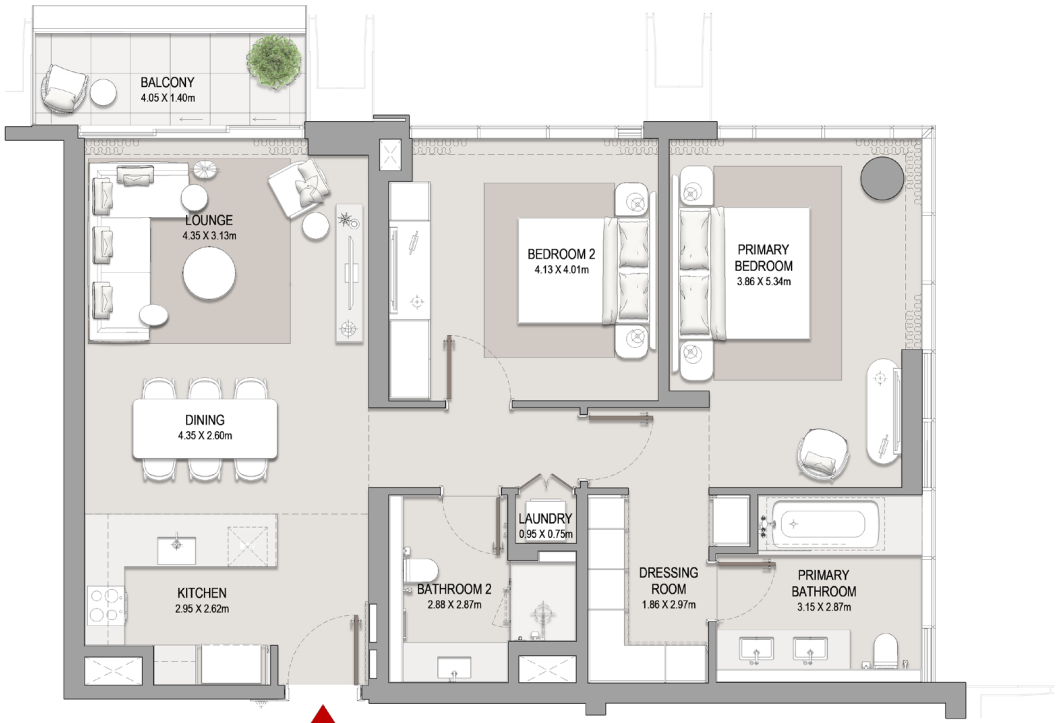 BALCONY
4.05 X 1.40m
LOUNGE
4.35 X 3.13m
BEDROOM 2
4.13 X 4.01m
PRIMARY
BEDROOM
3.86 X 5.34m
DINING
4.35 X 2.60m
LAUNDRY
0.95 X 0.75m
KITCHEN
2.95 X 2.62m
BATHROOM 2
2.88 X 2.87m
DRESSING
ROOM
1.86 X 2.97m
PRIMARY
BATHROOM
3.15 X 2.87m